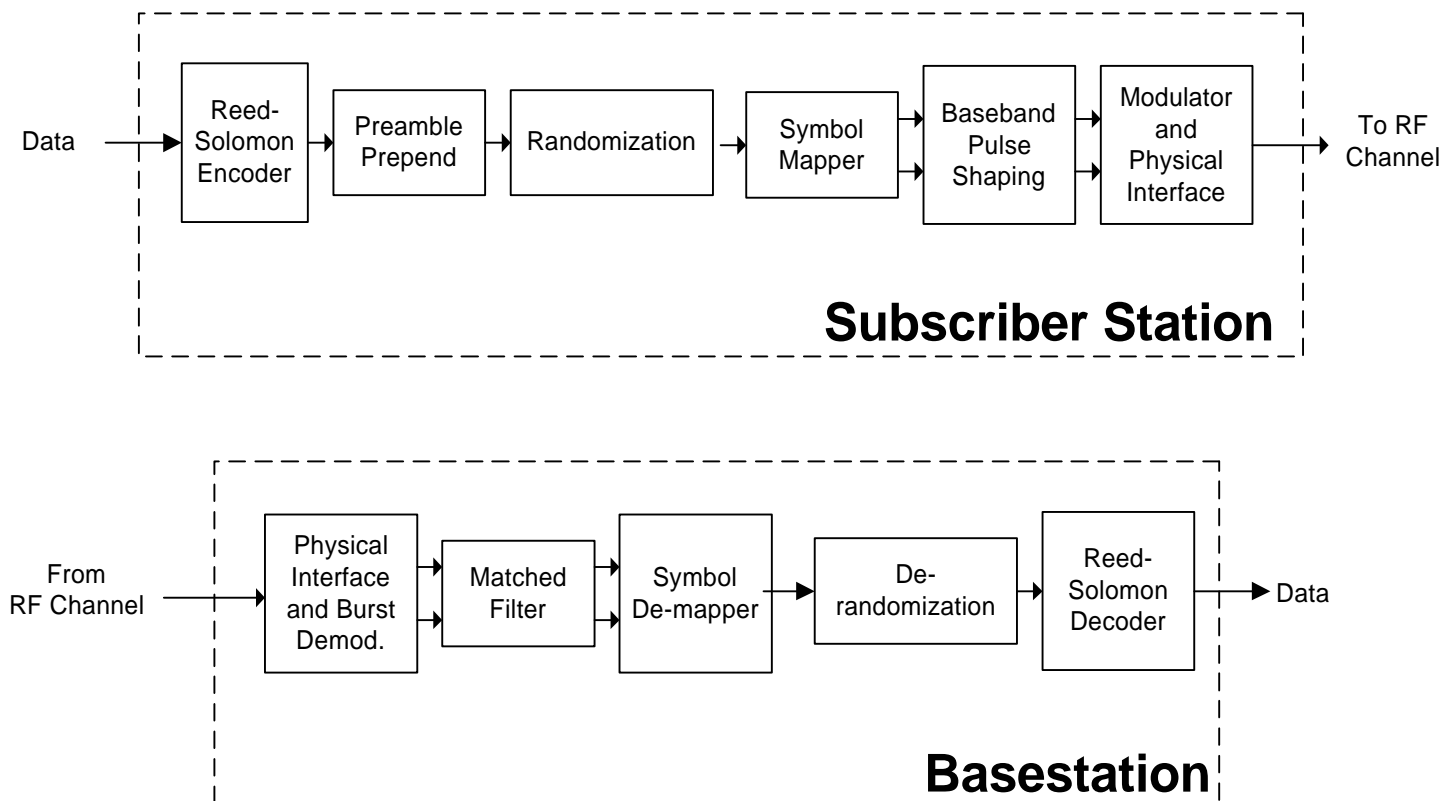 Data
Reed-
Solomon
Encoder
Preamble
Prepend
Randomization
Symbol
Mapper
Baseband
Pulse
Shaping
Modulator
and
Physical
Interface
To RF
Channel
Subscriber Station
From
RF Channel
Physical
Interface
and Burst
Demod.
Matched
Filter
Symbol
De-mapper
De-
randomization
Reed-
Solomon
Decoder
Data
Basestation